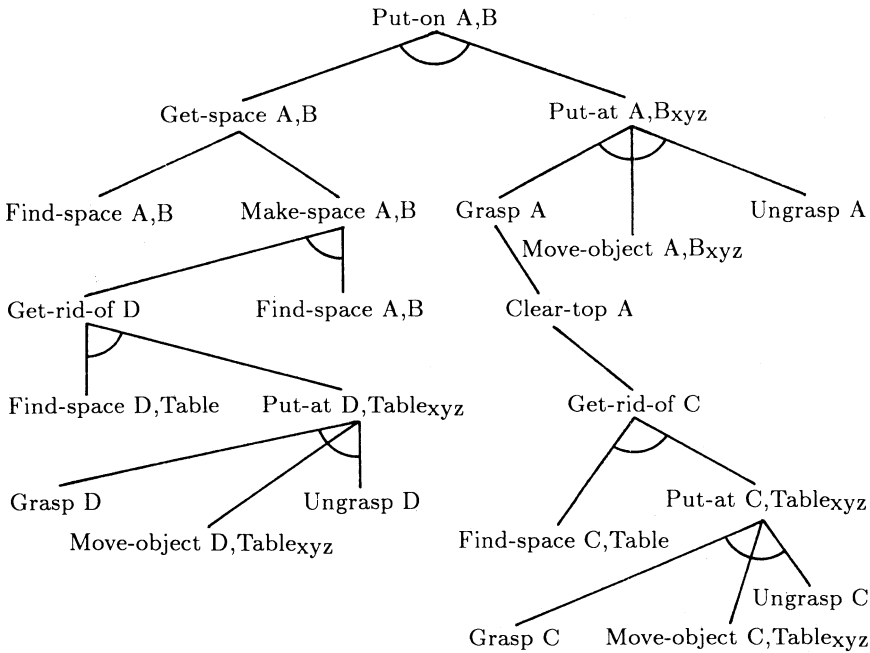 Put-on A,B
Get-space A,B
Put-at A,Bxyz
Find-space A,B
Make-space A,B
Grasp A
Ungrasp A
Move-object A,Bxyz
Get-rid-of D
Find-space A,B
Clear-top A
Find-space D,Table
Put-at D,Tablexyz
Get-rid-of C
Grasp D
Ungrasp D
Put-at C,Tablexyz
Move-object D,Tablexyz
Find-space C,Table
Ungrasp C
Grasp C
Move-object C,Tablexyz